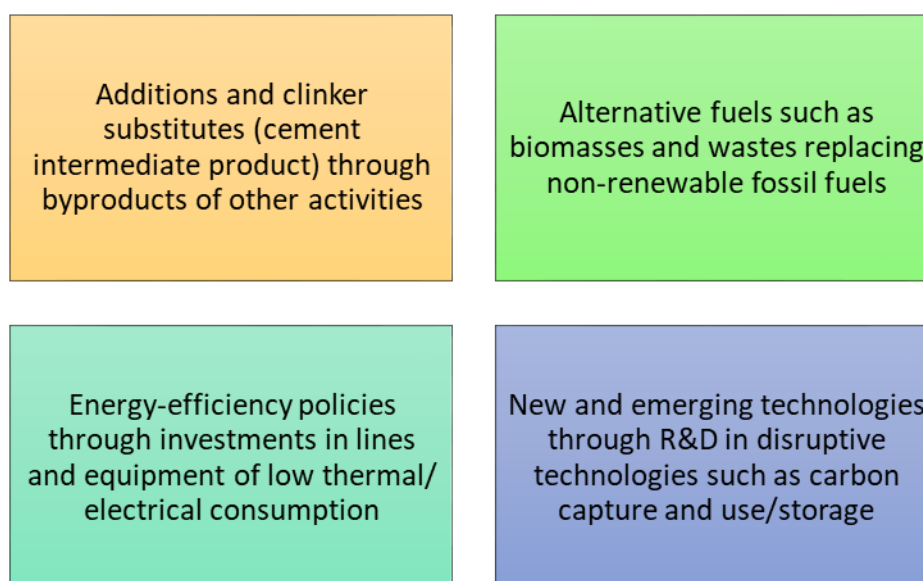 Additions and clinker
substitutes (cement
intermediate product) through
byproducts of other activities
Alternative fuels such as
biomasses and wastes replacing
non-renewable fossil fuels
Energy-efficiency policies
through investments in lines
and equipment of low thermal/
electrical consumption
New and emerging technologies
through R&D in disruptive
technologies such as carbon
capture and use/storage